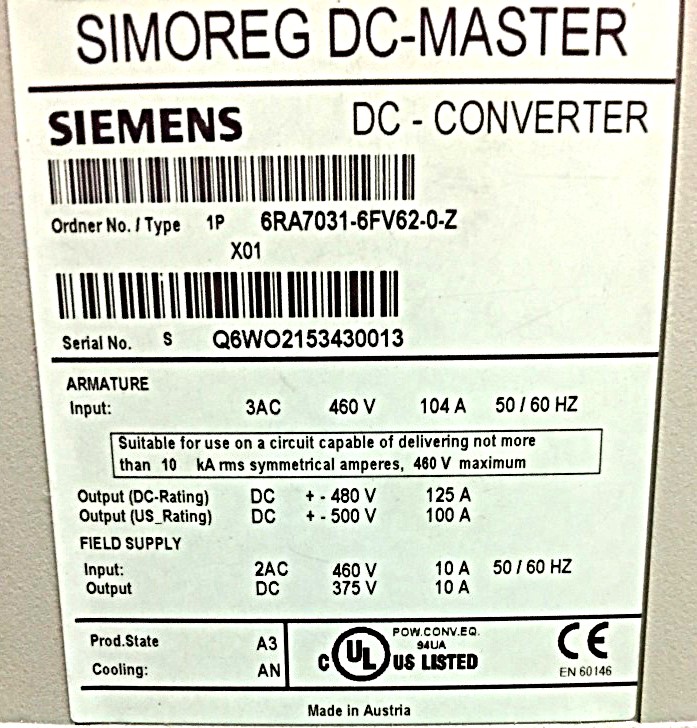 SIMOREG DC-MASTER
SIEMENS DC - CONVERTER
Ordner No. / Type 1P 6RA7031-6FV62-0-Z
X01
Serial No. S Q6WO2153430013
ARMATURE
Input: 3AC 460 V 104 A 50 / 60 HZ
Suitable for use on a circuit capable of delivering not more
than 10 kA rms symmetrical amperes, 460 V maximum
Output (DC-Rating) DC + - 480 V 125 A
Output (US_Rating) DC + - 500 V 100 A
FIELD SUPPLY
Input: 2AC 460 V 10 A 50 / 60 HZ
Output DC 375 V 10 A
Prod.State A3
Cooling: AN
POW.CONV.EQ.
94UA
C UL US LISTED
CE
EN 60146
Made in Austria